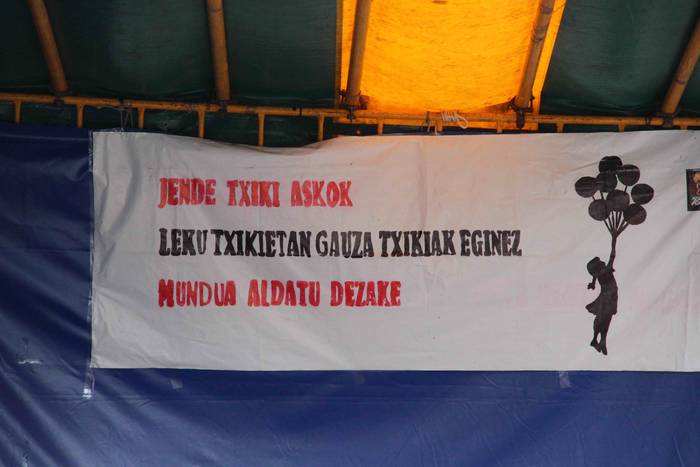 JENDE TXIKI ASKOK
LEKU TXIKIETAN GAUZA TXIKIAK EGINEZ
MUNDUA ALDATU DEZAKE